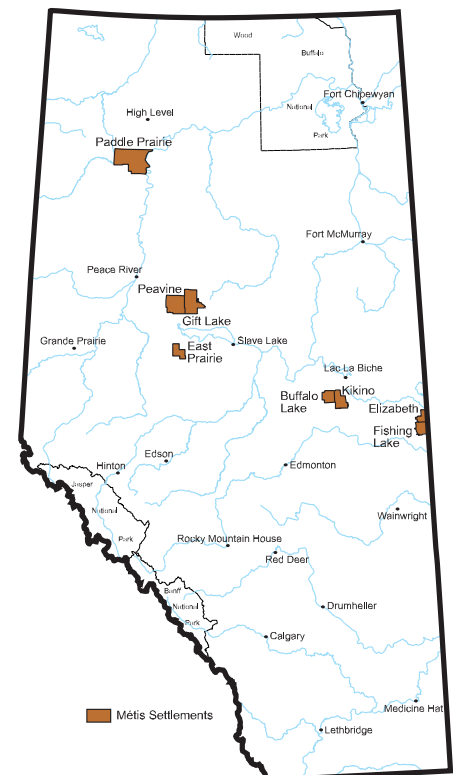 Wood
Buffalo
Fort Chipewyan
National
High Level
Park
Paddle Prairie
Fort McMurray
Peace River
Peavine
Gift Lake
Grande Prairie
Slave Lake
East
Prairie
Lac La Biche
Kikino
Buffalo
Lake
Elizabeth
Fishing
Lake
Edson
Hinton
Edmonton
Jasper
National
Park
Wainwright
Rocky Mountain House
Red Deer
Banff
National
Park
Drumheller
Calgary
Medicine Hat
Métis Settlements
Lethbridge